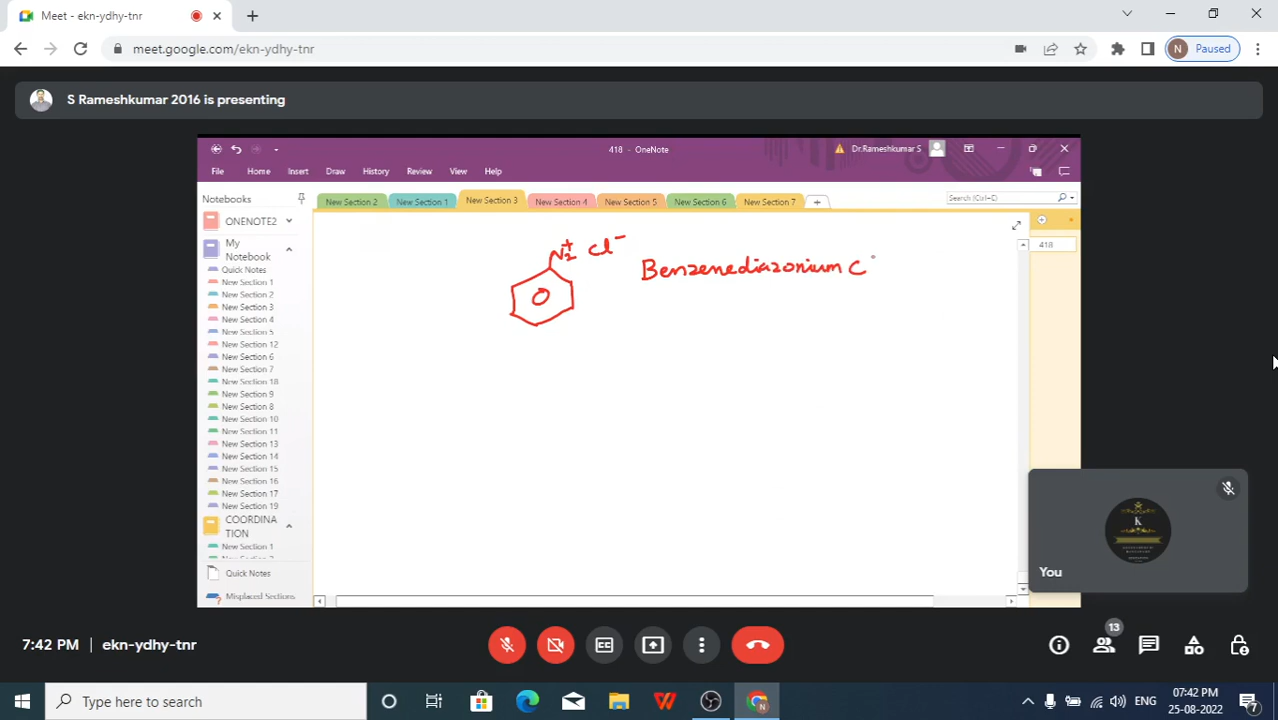 Meet - ekn-ydhy-tnr
meet.google.com/ekn-ydhy-tnr
N Paused
S Rameshkumar 2016 is presenting
418 - OneNote
Dr.Rameshkumar S
File Home Insert Draw History Review View Help
Notebooks
New Section 2 New Section 1 New Section 3 New Section 4 New Section 5 New Section 6 New Section 7
Search (Ctrl+E)
ONENOTE2
My
Notebook
Quick Notes
New Section 1
New Section 2
New Section 3
New Section 4
New Section 5
New Section 12
New Section 6
New Section 7
New Section 18
New Section 9
New Section 8
New Section 10
New Section 11
New Section 13
New Section 14
New Section 15
New Section 16
New Section 17
New Section 19
COORDINA
TION
New Section 1
Quick Notes
Misplaced Sections
418
N₂⁺ Cl⁻
Benzenediazonium C
K
You
7:42 PM | ekn-ydhy-tnr
13
Type here to search
ENG
07:42 PM
25-08-2022
7